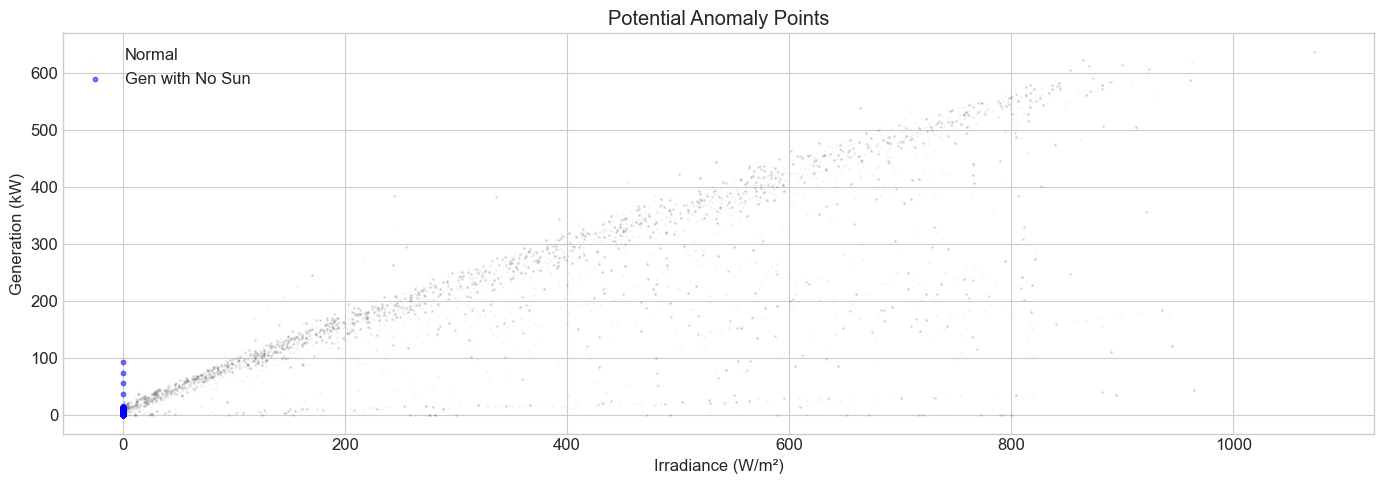 Potential Anomaly Points
Normal
Gen with No Sun
Generation (kW)
600
500
400
300
200
100
0
0 200 400 600 800 1000
Irradiance (W/m²)